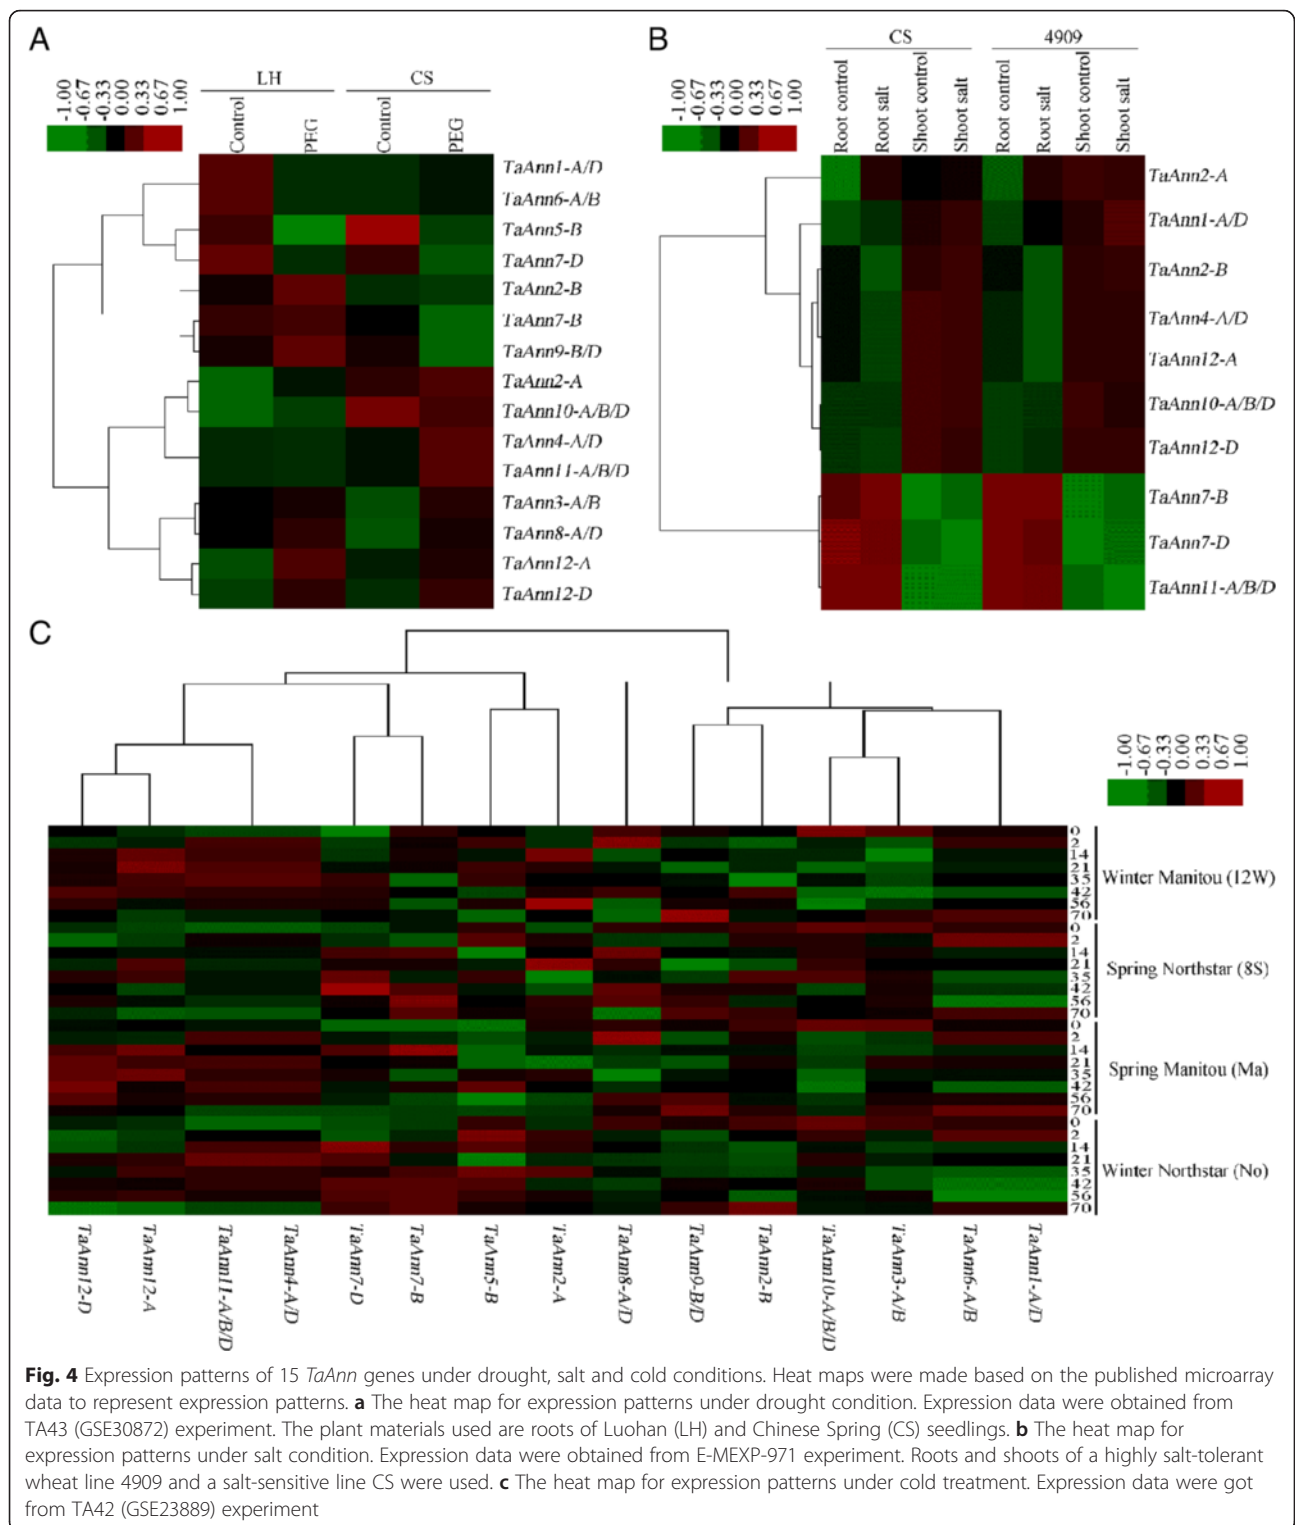 A
-1.00
-0.67
-0.33
0.00
0.33
0.67
1.00
LH
CS
Control
PEG
Control
PEG
TaAnn1-A/D
TaAnn6-A/B
TaAnn5-B
TaAnn7-D
TaAnn2-B
TaAnn7-B
TaAnn9-B/D
TaAnn2-A
TaAnn10-A/B/D
TaAnn4-A/D
TaAnn11-A/B/D
TaAnn3-A/B
TaAnn8-A/D
TaAnn12-A
TaAnn12-D
B
-1.00
-0.67
-0.33
0.00
0.33
0.67
1.00
CS
4909
Root control
Root salt
Shoot control
Shoot salt
Root control
Root salt
Shoot control
Shoot salt
TaAnn2-A
TaAnn1-A/D
TaAnn2-B
TaAnn4-A/D
TaAnn12-A
TaAnn10-A/B/D
TaAnn12-D
TaAnn7-B
TaAnn7-D
TaAnn11-A/B/D
C
-1.00
-0.67
-0.33
0.00
0.33
0.67
1.00
0
2
14
21
35
42
56
70
Winter Manitou (12W)
0
2
14
21
35
42
56
70
Spring Northstar (8S)
0
2
14
21
35
42
56
70
Spring Manitou (Ma)
0
2
14
21
35
42
56
70
Winter Northstar (No)
TaAnn12-D
TaAnn12-A
TaAnn11-A/B/D
TaAnn4-A/D
TaAnn7-D
TaAnn7-B
TaAnn5-B
TaAnn2-A
TaAnn8-A/D
TaAnn9-B/D
TaAnn2-B
TaAnn10-A/B/D
TaAnn3-A/B
TaAnn6-A/B
TaAnn1-A/D
Fig. 4 Expression patterns of 15 TaAnn genes under drought, salt and cold conditions. Heat maps were made based on the published microarray
data to represent expression patterns. a The heat map for expression patterns under drought condition. Expression data were obtained from
TA43 (GSE30872) experiment. The plant materials used are roots of Luohan (LH) and Chinese Spring (CS) seedlings. b The heat map for
expression patterns under salt condition. Expression data were obtained from E-MEXP-971 experiment. Roots and shoots of a highly salt-tolerant
wheat line 4909 and a salt-sensitive line CS were used. c The heat map for expression patterns under cold treatment. Expression data were got
from TA42 (GSE23889) experiment